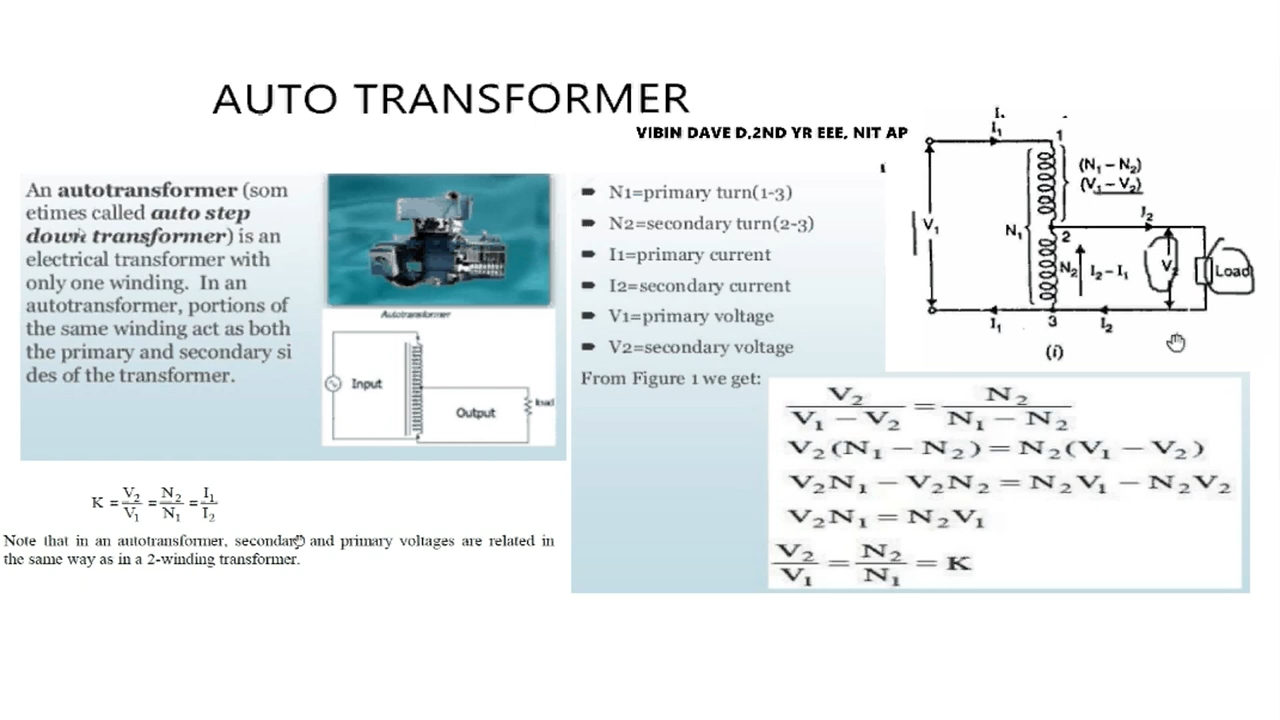 AUTO TRANSFORMER
VIBIN DAVE D,2ND YR EEE, NIT AP
An autotransformer (som
etimes called auto step
down transformer) is an
electrical transformer with
only one winding. In an
autotransformer, portions of
the same winding act as both
the primary and secondary si
des of the transformer.
Autotransformer
Input
Output
load
K = V₂/V₁ = N₂/N₁ = I₁/I₂
Note that in an autotransformer, secondary and primary voltages are related in
the same way as in a 2-winding transformer.
N1=primary turn(1-3)
N2=secondary turn(2-3)
I1=primary current
I2=secondary current
V1=primary voltage
V2=secondary voltage
From Figure 1 we get:
V₂/(V₁ − V₂) = N₂/(N₁ − N₂)
V₂(N₁ − N₂) = N₂(V₁ − V₂)
V₂N₁ − V₂N₂ = N₂V₁ − N₂V₂
V₂N₁ = N₂V₁
V₂/V₁ = N₂/N₁ = K
I₁
1
(N₁ − N₂)
(V₁ − V₂)
I₂
V₁
N₁
2
N₂
I₂ − I₁
Load
I₁
3
I₂
(i)